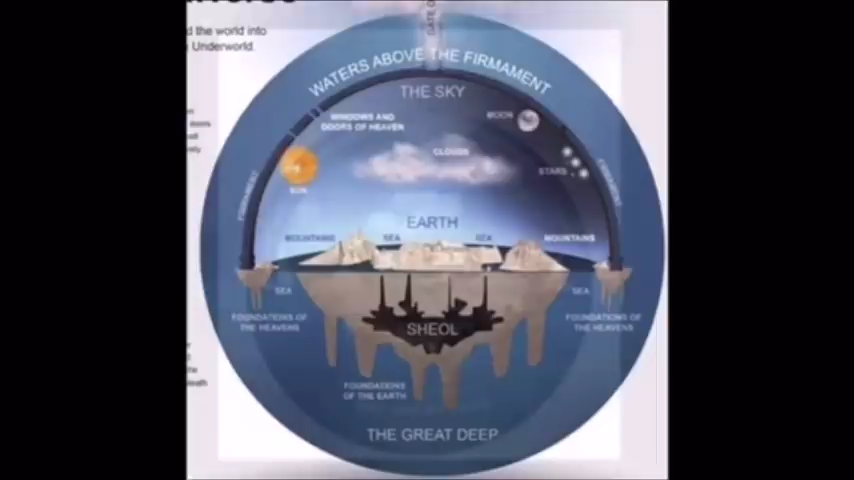 d the world into
Underworld.
GATE O
WATERS ABOVE THE FIRMAMENT
THE SKY
WINDOWS AND
DOORS OF HEAVEN
MOON
CLOUDS
STARS
SUN
FIRMAMENT
FIRMAMENT
EARTH
MOUNTAINS
SEA
SEA
MOUNTAINS
SEA
SEA
FOUNDATIONS OF
THE HEAVENS
FOUNDATIONS OF
THE HEAVENS
SHEOL
FOUNDATIONS
OF THE EARTH
THE GREAT DEEP